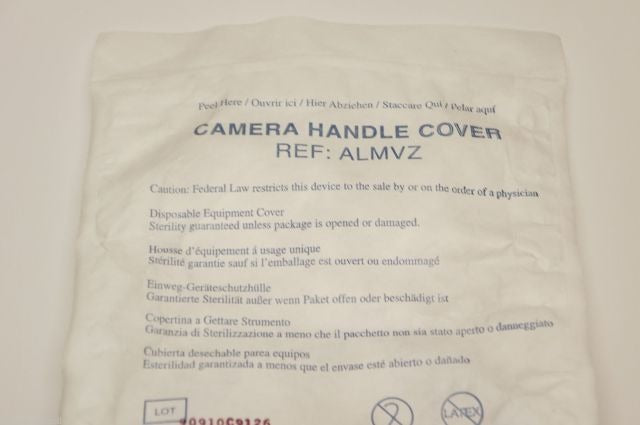 Peel Here / Ouvrir ici / Hier Abziehen / Staccare Qui / Pelar aquí
CAMERA HANDLE COVER
REF: ALMVZ
Caution: Federal Law restricts this device to the sale by or on the order of a physician
Disposable Equipment Cover
Sterility guaranteed unless package is opened or damaged.
Housse d'équipement á usage unique
Stérilité garantie sauf si l'emballage est ouvert ou endommagé
Einweg-Geräteschutzhülle
Garantierte Sterilität außer wenn Paket offen oder beschädigt ist
Copertina a Gettare Strumento
Garanzia di Sterilizzazione a meno che il pacchetto non sia stato aperto o danneggiato
Cubierta desechable parea equipos
Esterilidad garantizada a menos que el envase esté abierto o dañado
LOT
90910C9126
2
LATEX